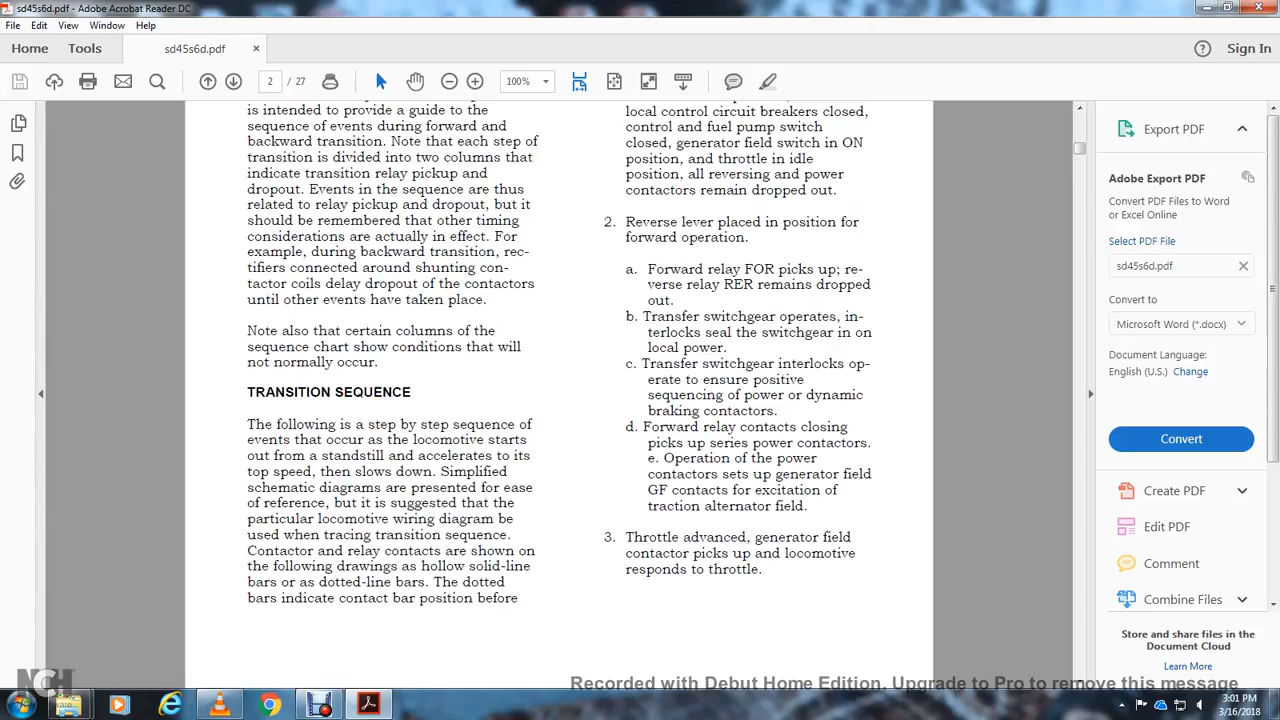 sd45s6d.pdf - Adobe Acrobat Reader DC
File Edit View Window Help
Home Tools sd45s6d.pdf × Sign In
2 / 27 100%
is intended to provide a guide to the
sequence of events during forward and
backward transition. Note that each step of
transition is divided into two columns that
indicate transition relay pickup and
dropout. Events in the sequence are thus
related to relay pickup and dropout, but it
should be remembered that other timing
considerations are actually in effect. For
example, during backward transition, rec-
tifiers connected around shunting con-
tactor coils delay dropout of the contactors
until other events have taken place.
Note also that certain columns of the
sequence chart show conditions that will
not normally occur.
TRANSITION SEQUENCE
The following is a step by step sequence of
events that occur as the locomotive starts
out from a standstill and accelerates to its
top speed, then slows down. Simplified
schematic diagrams are presented for ease
of reference, but it is suggested that the
particular locomotive wiring diagram be
used when tracing transition sequence.
Contactor and relay contacts are shown on
the following drawings as hollow solid-line
bars or as dotted-line bars. The dotted
bars indicate contact bar position before
local control circuit breakers closed,
control and fuel pump switch
closed, generator field switch in ON
position, and throttle in idle
position, all reversing and power
contactors remain dropped out.
2. Reverse lever placed in position for
forward operation.
a. Forward relay FOR picks up; re-
verse relay RER remains dropped
out.
b. Transfer switchgear operates, in-
terlocks seal the switchgear in on
local power.
c. Transfer switchgear interlocks op-
erate to ensure positive
sequencing of power or dynamic
braking contactors.
d. Forward relay contacts closing
picks up series power contactors.
e. Operation of the power
contactors sets up generator field
GF contacts for excitation of
traction alternator field.
3. Throttle advanced, generator field
contactor picks up and locomotive
responds to throttle.
Export PDF
Adobe Export PDF
Convert PDF Files to Word
or Excel Online
Select PDF File
sd45s6d.pdf
Convert to
Microsoft Word (*.docx)
Document Language:
English (U.S.) Change
Convert
Create PDF
Edit PDF
Comment
Combine Files
Store and share files in the
Document Cloud
Learn More
NCH
Recorded with Debut Home Edition. Upgrade to Pro to remove this message
3:01 PM
3/16/2018